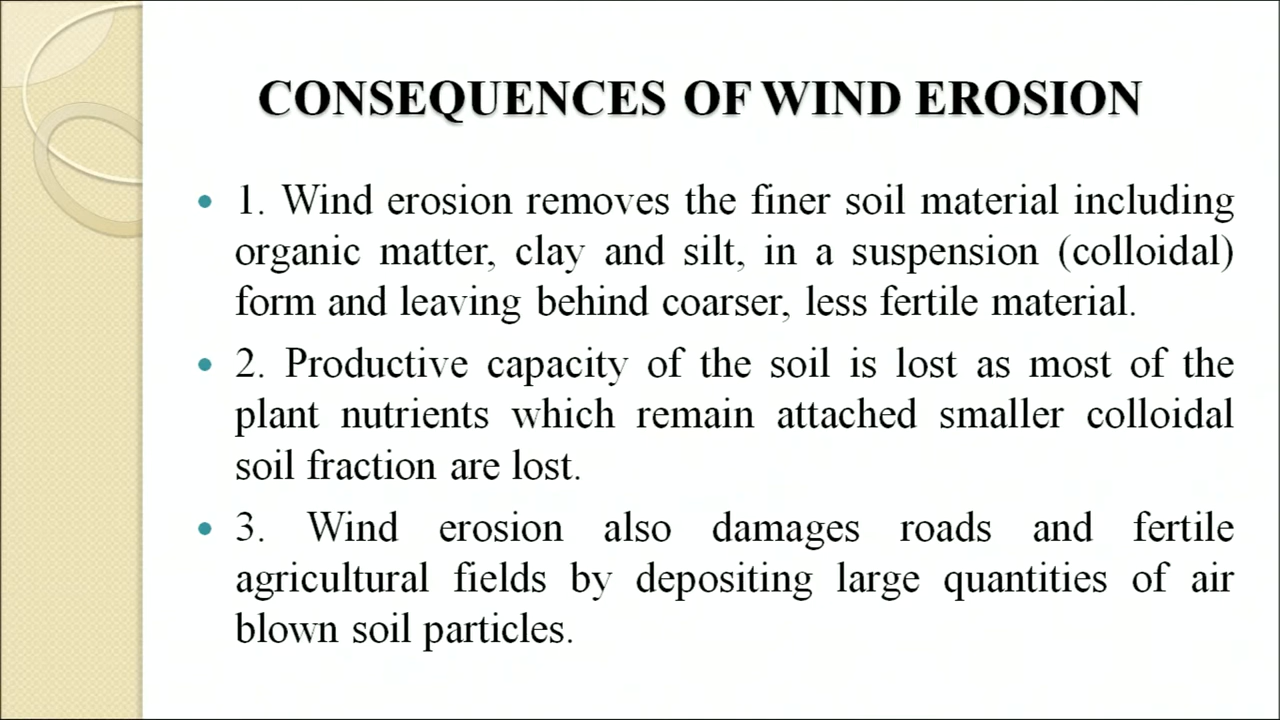 CONSEQUENCES OF WIND EROSION
• 1. Wind erosion removes the finer soil material including
organic matter, clay and silt, in a suspension (colloidal)
form and leaving behind coarser, less fertile material.
• 2. Productive capacity of the soil is lost as most of the
plant nutrients which remain attached smaller colloidal
soil fraction are lost.
• 3. Wind erosion also damages roads and fertile
agricultural fields by depositing large quantities of air
blown soil particles.